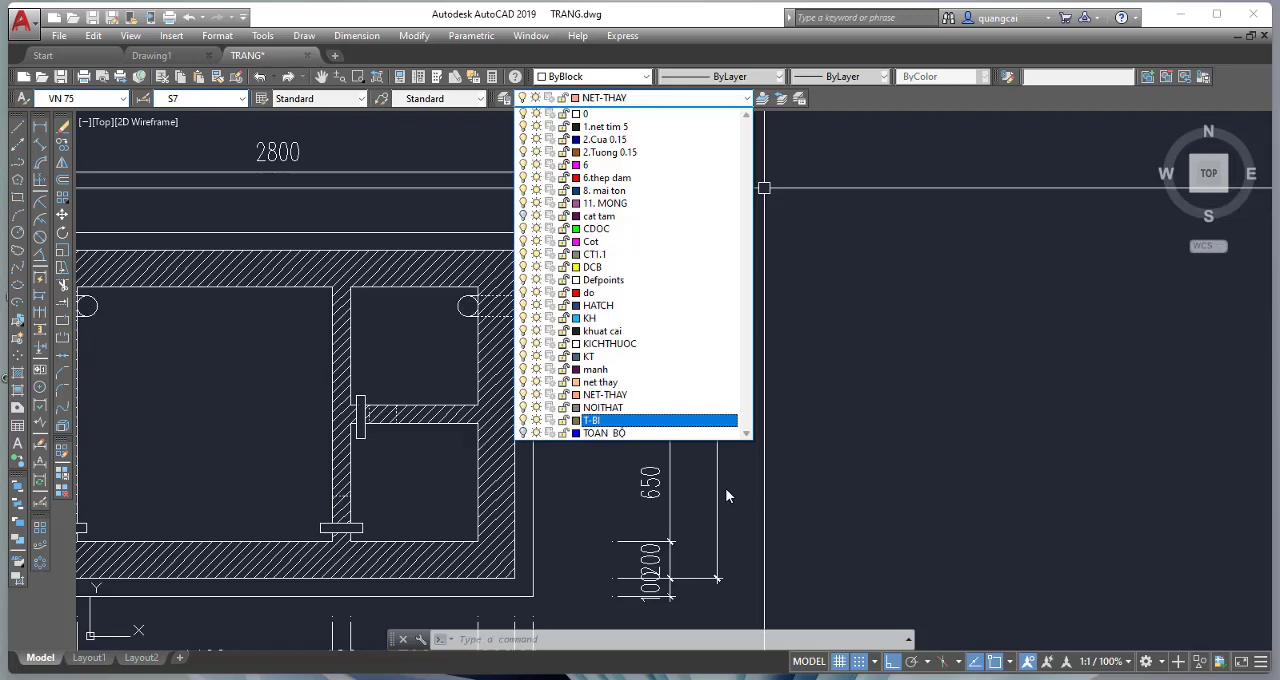 Autodesk AutoCAD 2019 TRANG.dwg
Type a keyword or phrase
quangcai
File Edit View Insert Format Tools Draw Dimension Modify Parametric Window Help Express
Start Drawing1 TRANG*
ByBlock ByLayer ByLayer ByColor
VN 75 S7 Standard Standard NET-THAY
[−][Top][2D Wireframe]
0
1.net tim 5
2.Cua 0.15
2.Tuong 0.15
6
6.thep dam
8. mai ton
11. MONG
cat tam
CDOC
Cot
CT1.1
DCB
Defpoints
do
HATCH
KH
khuat cai
KICHTHUOC
KT
manh
net thay
NET-THAY
NOITHAT
T-BI
TOAN BỘ
2800
N
W TOP E
S
WCS
650
200
100
Y
X
Type a command
Model Layout1 Layout2
MODEL 1:1 / 100%